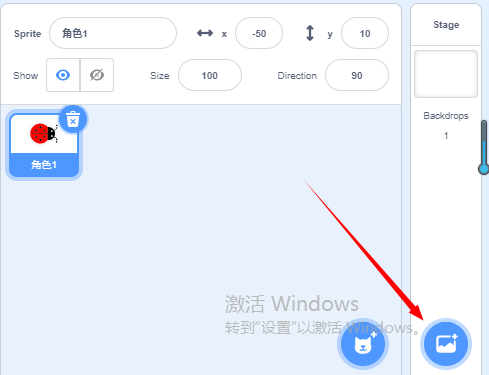 Sprite 角色1 x -50 y 10 Stage
Show Size 100 Direction 90
Backdrops
1
角色1
激活 Windows
转到“设置”以激活 Windows。